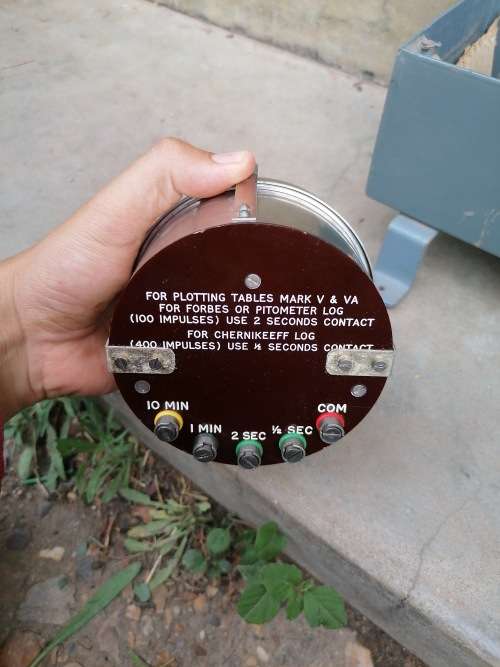 FOR PLOTTING TABLES MARK V & VA
FOR FORBES OR PITOMETER LOG
(100 IMPULSES) USE 2 SECONDS CONTACT
FOR CHERNIKEEFF LOG
(400 IMPULSES) USE ½ SECONDS CONTACT
10 MIN
1 MIN
2 SEC
½ SEC
COM